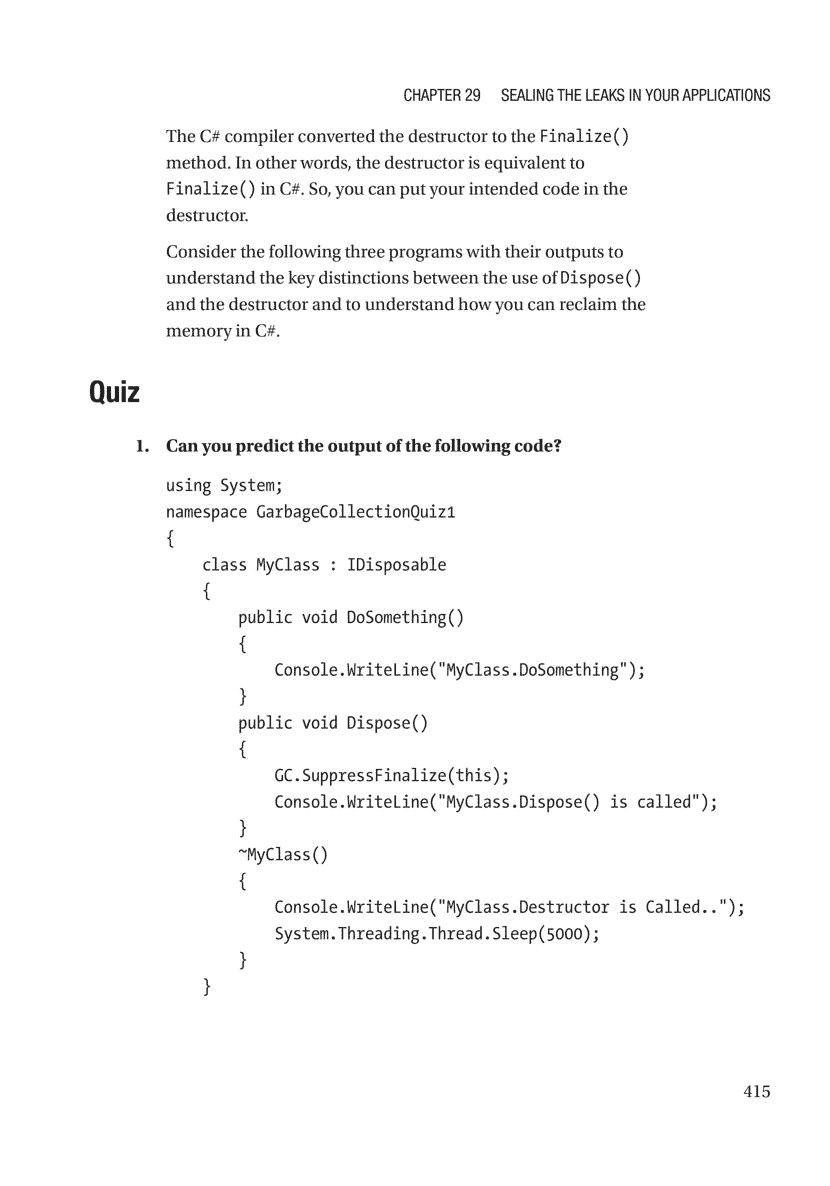 CHAPTER 29 SEALING THE LEAKS IN YOUR APPLICATIONS
The C# compiler converted the destructor to the Finalize()
method. In other words, the destructor is equivalent to
Finalize() in C#. So, you can put your intended code in the
destructor.
Consider the following three programs with their outputs to
understand the key distinctions between the use of Dispose()
and the destructor and to understand how you can reclaim the
memory in C#.
Quiz
1. Can you predict the output of the following code?
using System;
namespace GarbageCollectionQuiz1
{
    class MyClass : IDisposable
    {
        public void DoSomething()
        {
            Console.WriteLine("MyClass.DoSomething");
        }
        public void Dispose()
        {
            GC.SuppressFinalize(this);
            Console.WriteLine("MyClass.Dispose() is called");
        }
        ~MyClass()
        {
            Console.WriteLine("MyClass.Destructor is Called..");
            System.Threading.Thread.Sleep(5000);
        }
    }
415